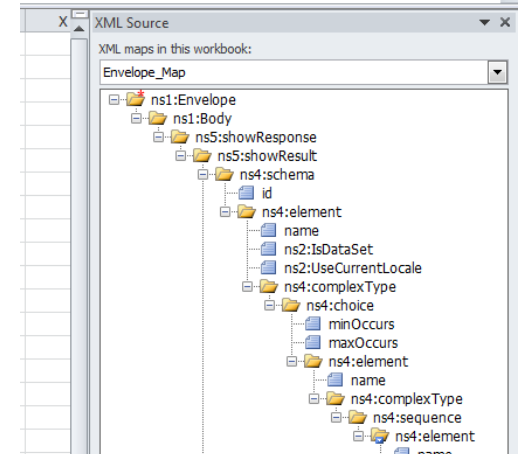 X
XML Source
XML maps in this workbook:
Envelope_Map
ns1:Envelope
ns1:Body
ns5:showResponse
ns5:showResult
ns4:schema
id
ns4:element
name
ns2:IsDataSet
ns2:UseCurrentLocale
ns4:complexType
ns4:choice
minOccurs
maxOccurs
ns4:element
name
ns4:complexType
ns4:sequence
ns4:element
name